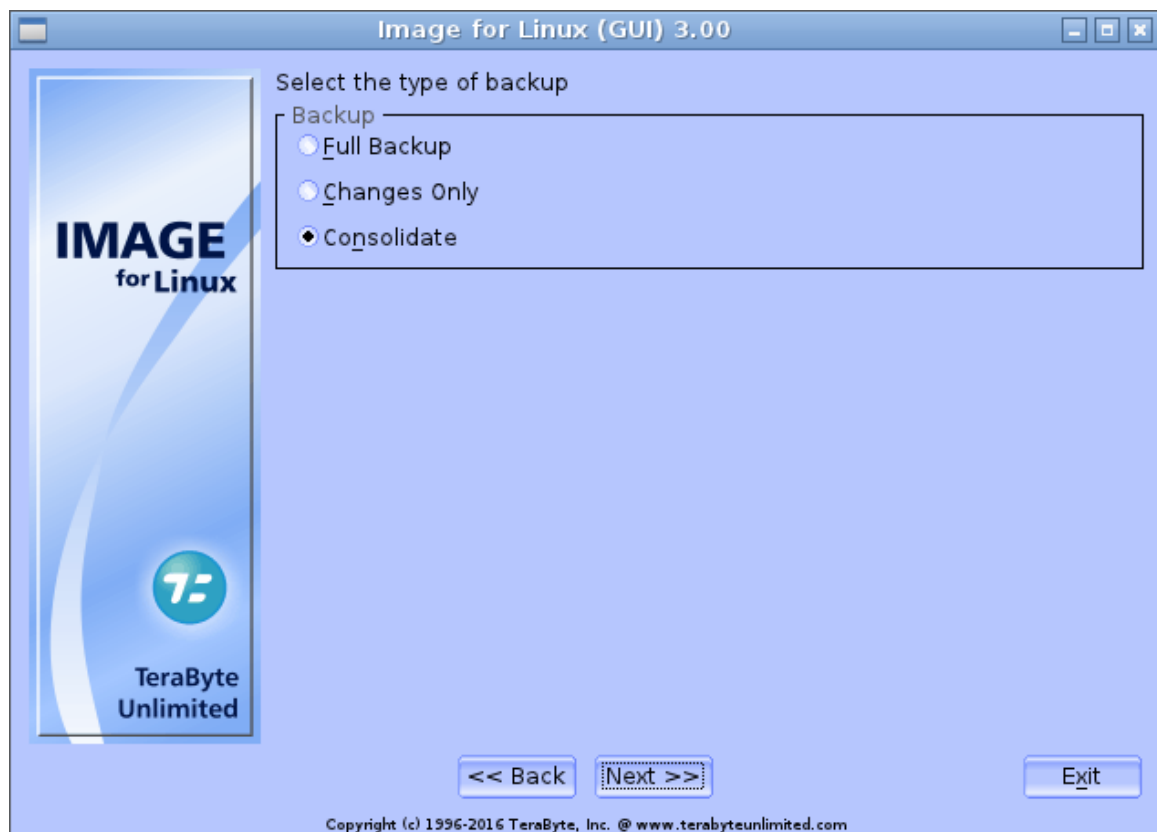 Image for Linux (GUI) 3.00
Select the type of backup
Backup
Full Backup
Changes Only
Consolidate
IMAGE
for Linux
TeraByte
Unlimited
<< Back
Next >>
Exit
Copyright (c) 1996-2016 TeraByte, Inc. @ www.terabyteunlimited.com